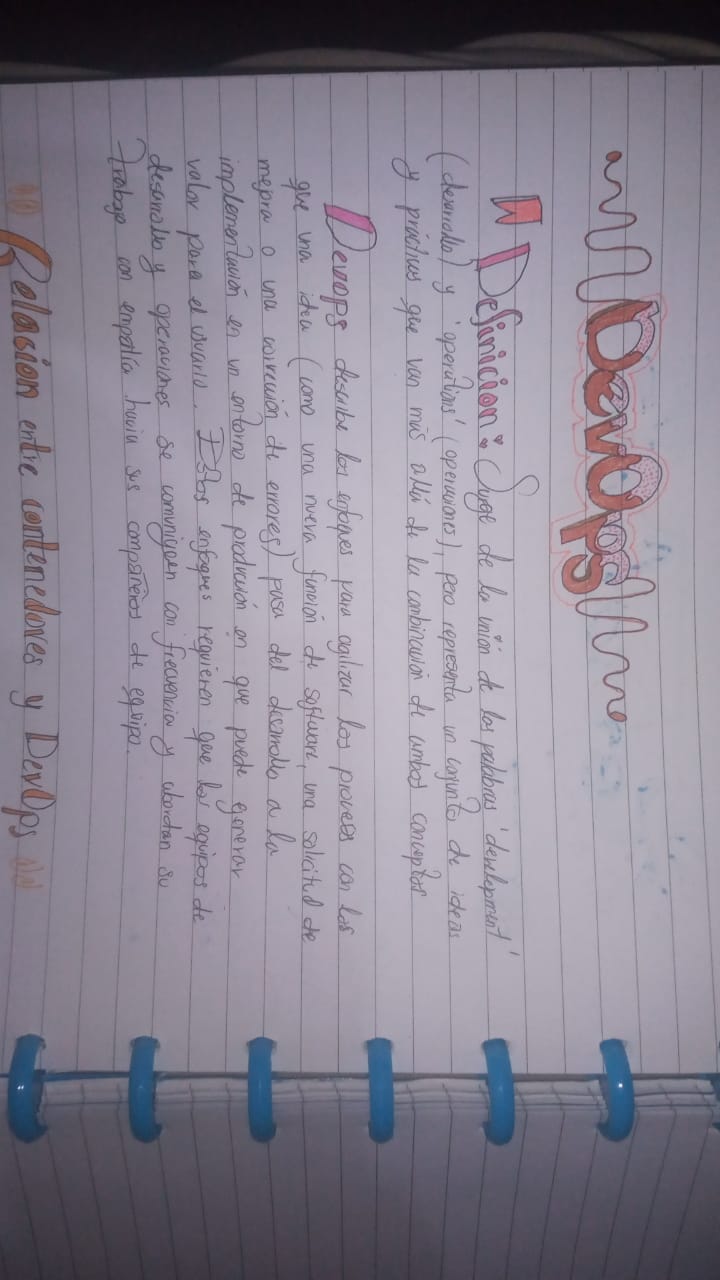 DevOps
Definicion: Surge de la unión de las palabras 'development'
(desarrollo) y 'operations' (operaciones), pero representa un conjunto de ideas
y prácticas que van más allá de la combinación de ambos conceptos
Devops describe los enfoques para agilizar los procesos con los
que una idea (como una nueva función de software, una solicitud de
mejora o una corrección de errores) pasa del desarrollo a la
implementación en un entorno de producción en que puede generar
valor para el usuario. Estos enfoques requieren que los equipos de
desarrollo y operaciones se comuniquen con frecuencia y abordan su
trabajo con empatía hacia sus compañeros de equipo.
Relacion entre contenedores y DevOps